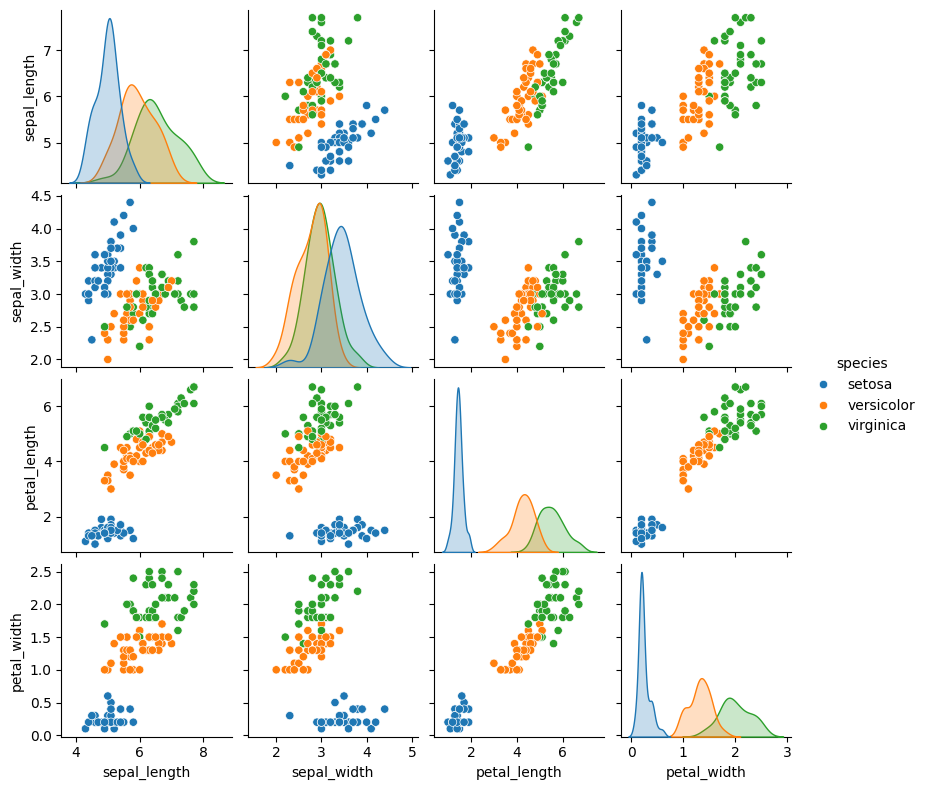 sepal_length
7
6
5
sepal_width
4.5
4.0
3.5
3.0
2.5
2.0
petal_length
6
4
2
petal_width
2.5
2.0
1.5
1.0
0.5
0.0
4 6 8
2 3 4 5
2 4 6
0 1 2 3
sepal_length sepal_width petal_length petal_width
species
setosa
versicolor
virginica